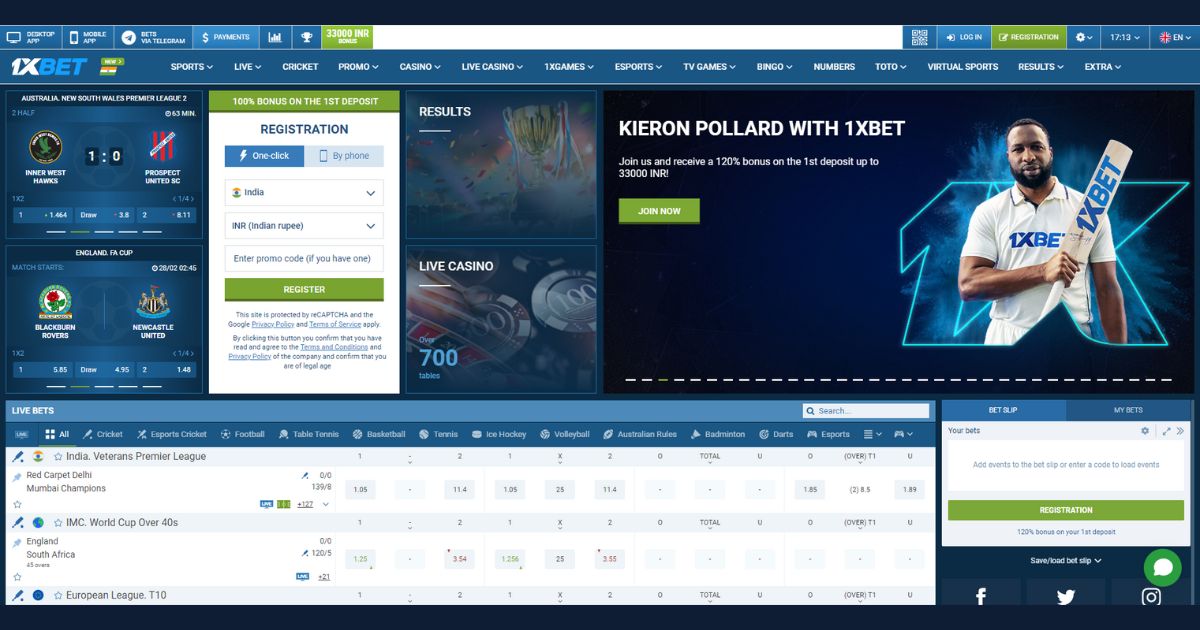 DESKTOP
APP
MOBILE
APP
BETS
VIA TELEGRAM
$ PAYMENTS
33000 INR
BONUS
LOG IN
REGISTRATION
17:13
EN
1XBET
NEW >
SPORTS
LIVE
CRICKET
PROMO
CASINO
LIVE CASINO
1XGAMES
ESPORTS
TV GAMES
BINGO
NUMBERS
TOTO
VIRTUAL SPORTS
RESULTS
EXTRA
AUSTRALIA. NEW SOUTH WALES PREMIER LEAGUE 2
2 HALF
63 MIN.
1 : 0
INNER WEST
HAWKS
PROSPECT
UNITED SC
1X2
< 1/4 >
1 1.464 Draw 3.8 2 8.11
ENGLAND. FA CUP
MATCH STARTS:
28/02 02:45
BLACKBURN
ROVERS
NEWCASTLE
UNITED
1X2
< 1/4 >
1 5.85 Draw 4.95 2 1.48
100% BONUS ON THE 1ST DEPOSIT
REGISTRATION
One-click
By phone
India
INR (Indian rupee)
Enter promo code (if you have one)
REGISTER
This site is protected by reCAPTCHA and the
Google Privacy Policy and Terms of Service apply.
By clicking this button you confirm that you have
read and agree to the Terms and Conditions and
Privacy Policy of the company and confirm that you
are of legal age
RESULTS
LIVE CASINO
Over
700
tables
KIERON POLLARD WITH 1XBET
Join us and receive a 120% bonus on the 1st deposit up to
33000 INR!
JOIN NOW
1XBET
1XBE
LIVE BETS
Search...
LIVE
All
Cricket
Esports Cricket
Football
Table Tennis
Basketball
Tennis
Ice Hockey
Volleyball
Australian Rules
Badminton
Darts
Esports
India. Veterans Premier League 1 - 2 1 X 2 O TOTAL U O (OVER) T1 U
Red Carpet Delhi 0/0
Mumbai Champions 139/8
1.05 - 11.4 1.05 25 11.4 - - - 1.85 (2) 8.5 1.89
LIVE +127
IMC. World Cup Over 40s 1 - 2 1 X 2 O TOTAL U O (OVER) T1 U
England 0/0
South Africa 120/5
45 overs
1.25 - 3.54 1.256 25 3.55 - - - - - -
LIVE +21
European League. T10 1 - 2 1 X 2 O TOTAL U O (OVER) T1 U
BET SLIP
MY BETS
Your bets
Add events to the bet slip or enter a code to load events
REGISTRATION
120% bonus on your 1st deposit
Save/load bet slip